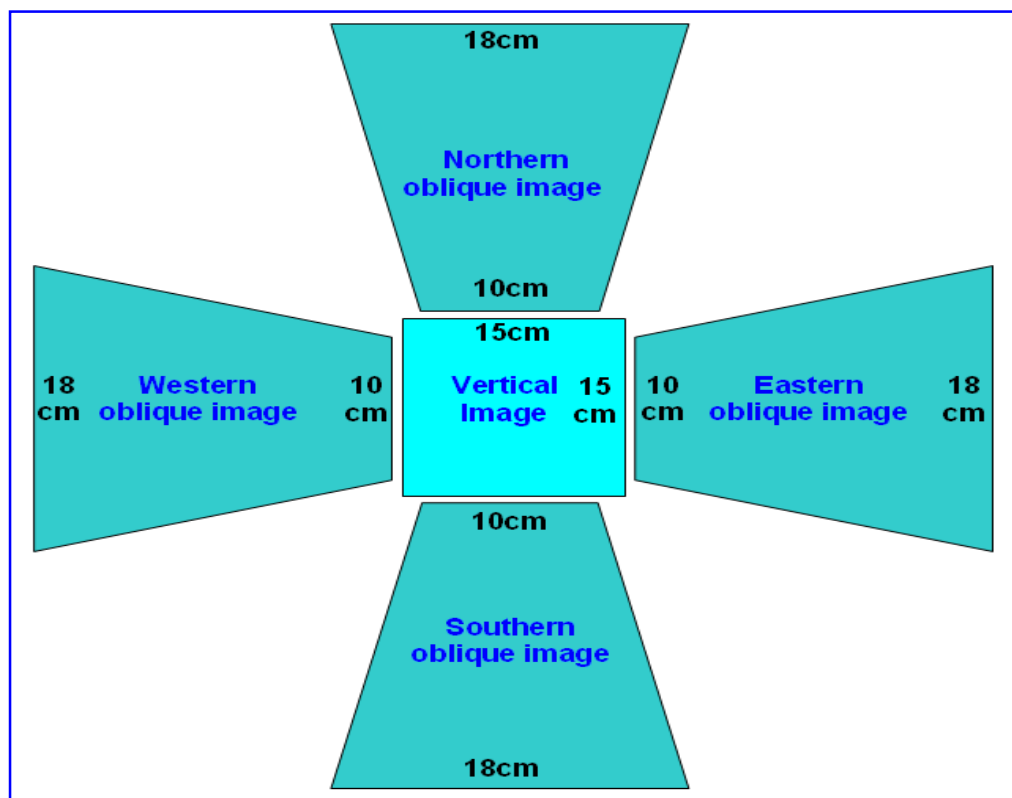 18cm
Northern
oblique image
10cm
15cm
18
cm
Western
oblique image
10
cm
Vertical
Image
15
cm
10
cm
Eastern
oblique image
18
cm
10cm
Southern
oblique image
18cm